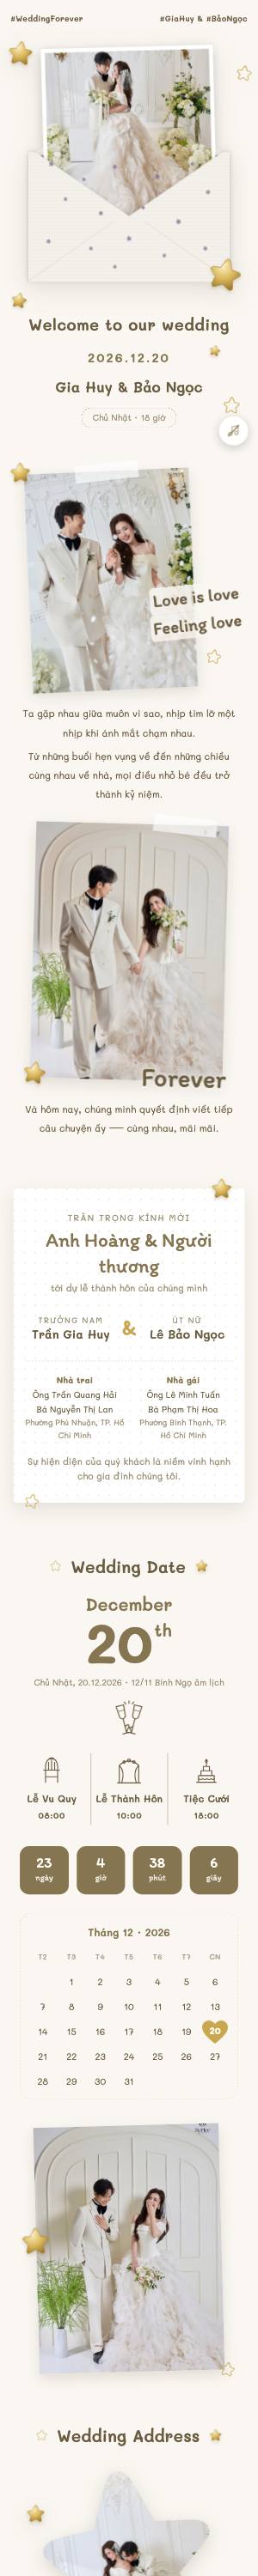 #WeddingForever
#GiaHuy & #BảoNgọc
Welcome to our wedding
2026.12.20
Gia Huy & Bảo Ngọc
Chủ Nhật • 18 giờ
Love is love
Feeling love
Ta gặp nhau giữa muôn vì sao, nhịp tim lỡ một
nhịp khi ánh mắt chạm nhau.
Từ những buổi hẹn vụng về đến những chiều
cùng nhau về nhà, mọi điều nhỏ bé đều trở
thành kỷ niệm.
Forever
Và hôm nay, chúng mình quyết định viết tiếp
câu chuyện ấy — cùng nhau, mãi mãi.
TRÂN TRỌNG KÍNH MỜI
Anh Hoàng & Người
thương
tới dự lễ thành hôn của chúng mình
TRƯỞNG NAM
Trần Gia Huy
&
ÚT NỮ
Lê Bảo Ngọc
Nhà trai
Ông Trần Quang Hải
Bà Nguyễn Thị Lan
Phường Phú Nhuận, TP. Hồ
Chí Minh
Nhà gái
Ông Lê Minh Tuấn
Bà Phạm Thị Hoa
Phường Bình Thạnh, TP.
Hồ Chí Minh
Sự hiện diện của quý khách là niềm vinh hạnh
cho gia đình chúng tôi.
Wedding Date
December
20th
Chủ Nhật, 20.12.2026 • 12/11 Bính Ngọ âm lịch
Lễ Vu Quy
08:00
Lễ Thành Hôn
10:00
Tiệc Cưới
18:00
23
ngày
4
giờ
38
phút
6
giây
Tháng 12 • 2026
T2 T3 T4 T5 T6 T7 CN
1 2 3 4 5 6
7 8 9 10 11 12 13
14 15 16 17 18 19 20
21 22 23 24 25 26 27
28 29 30 31
Wedding Address